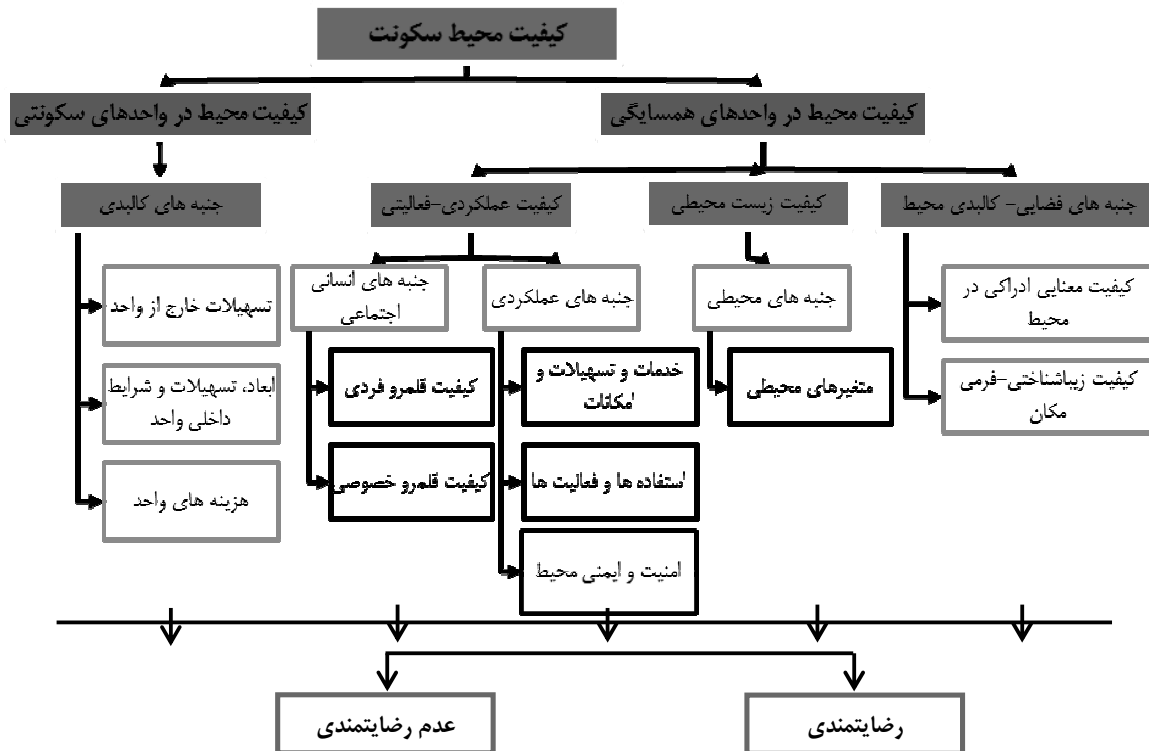 کیفیت محیط سکونت
کیفیت محیط در واحدهای همسایگی
کیفیت محیط در واحدهای سکونتی
جنبه های فضایی- کالبدی محیط
کیفیت زیست محیطی
کیفیت عملکردی-فعالیتی
جنبه های کالبدی
کیفیت معنایی ادراکی در
محیط
کیفیت زیباشناختی-فرمی
مکان
جنبه های محیطی
متغیرهای محیطی
جنبه های عملکردی
خدمات و تسهیلات و
امکانات
استفاده ها و فعالیت ها
امنیت و ایمنی محیط
جنبه های انسانی
اجتماعی
کیفیت قلمرو فردی
کیفیت قلمرو خصوصی
تسهیلات خارج از واحد
ابعاد، تسهیلات و شرایط
داخلی واحد
هزینه های واحد
رضایتمندی
عدم رضایتمندی